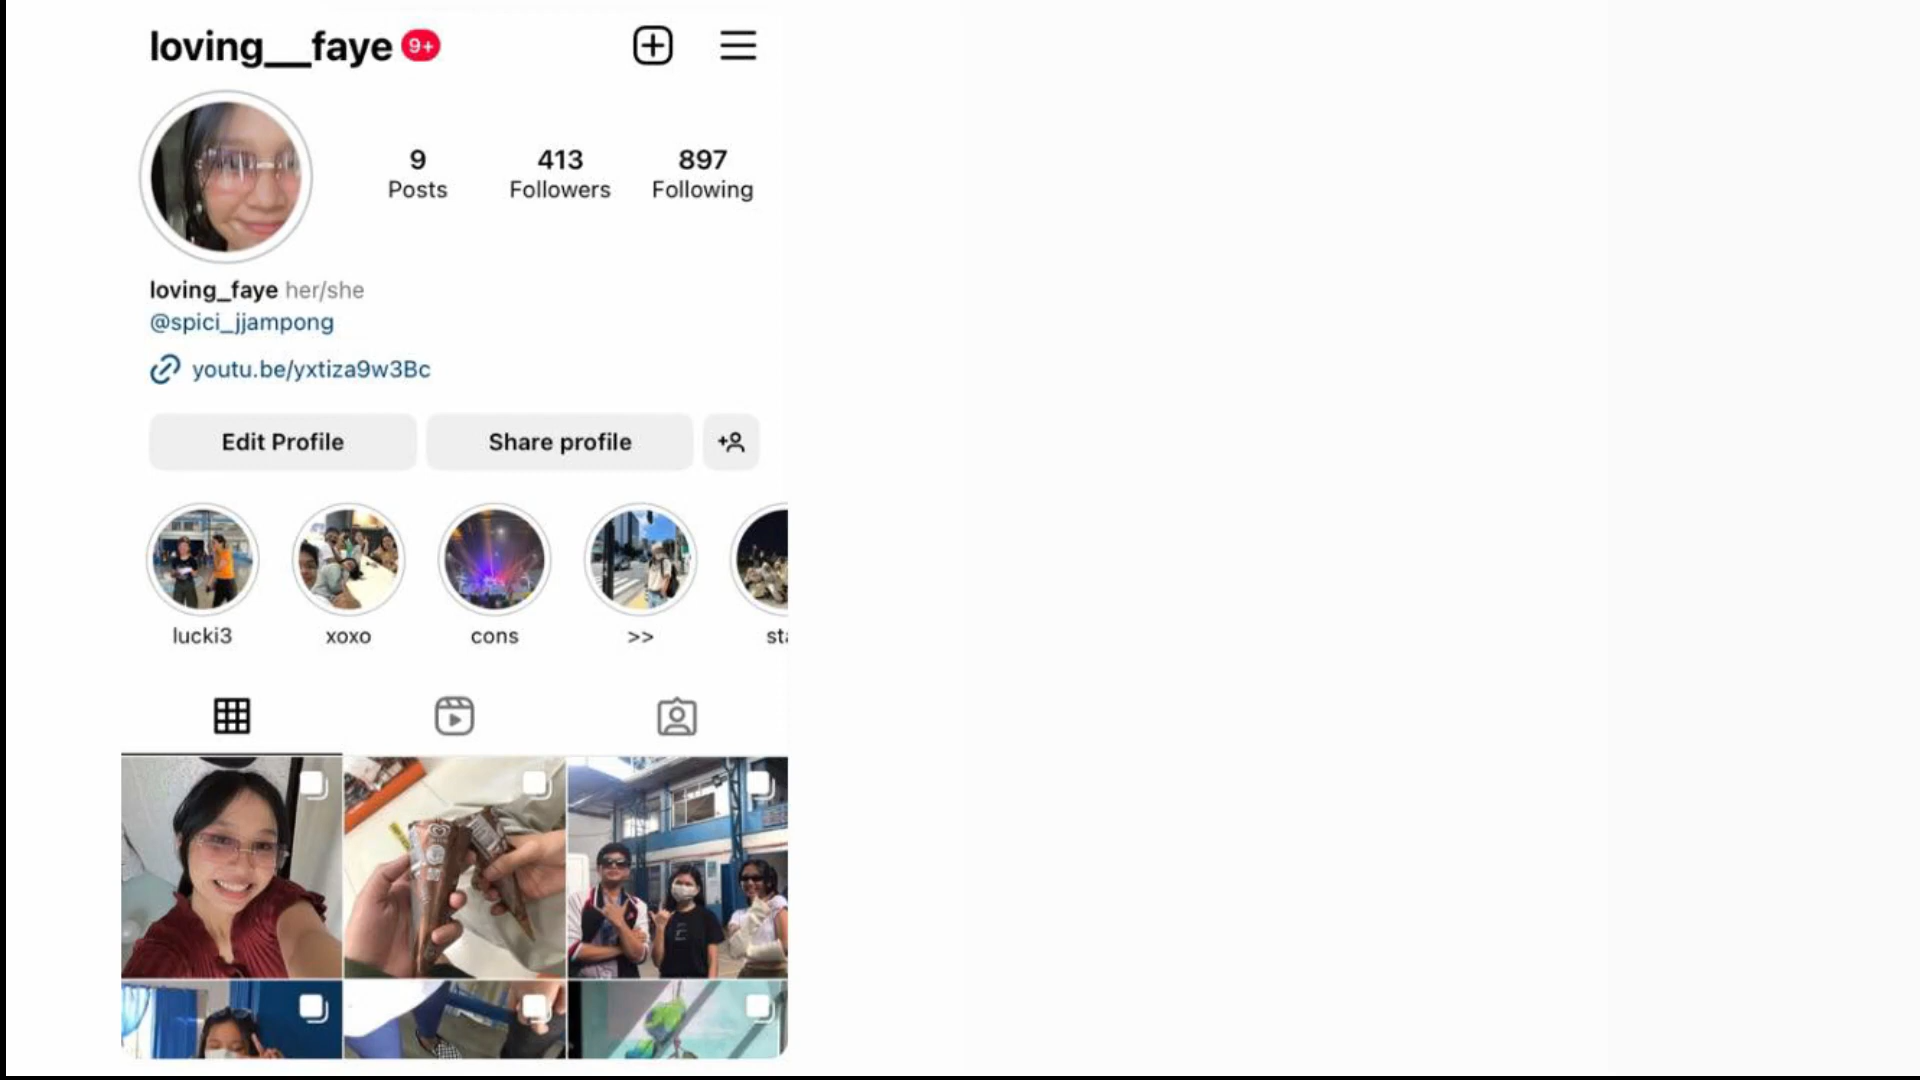 loving__faye 9+
9 413 897
Posts Followers Following
loving_faye her/she
@spici_jjampong
youtu.be/yxtiza9w3Bc
Edit Profile Share profile
lucki3 xoxo cons >>